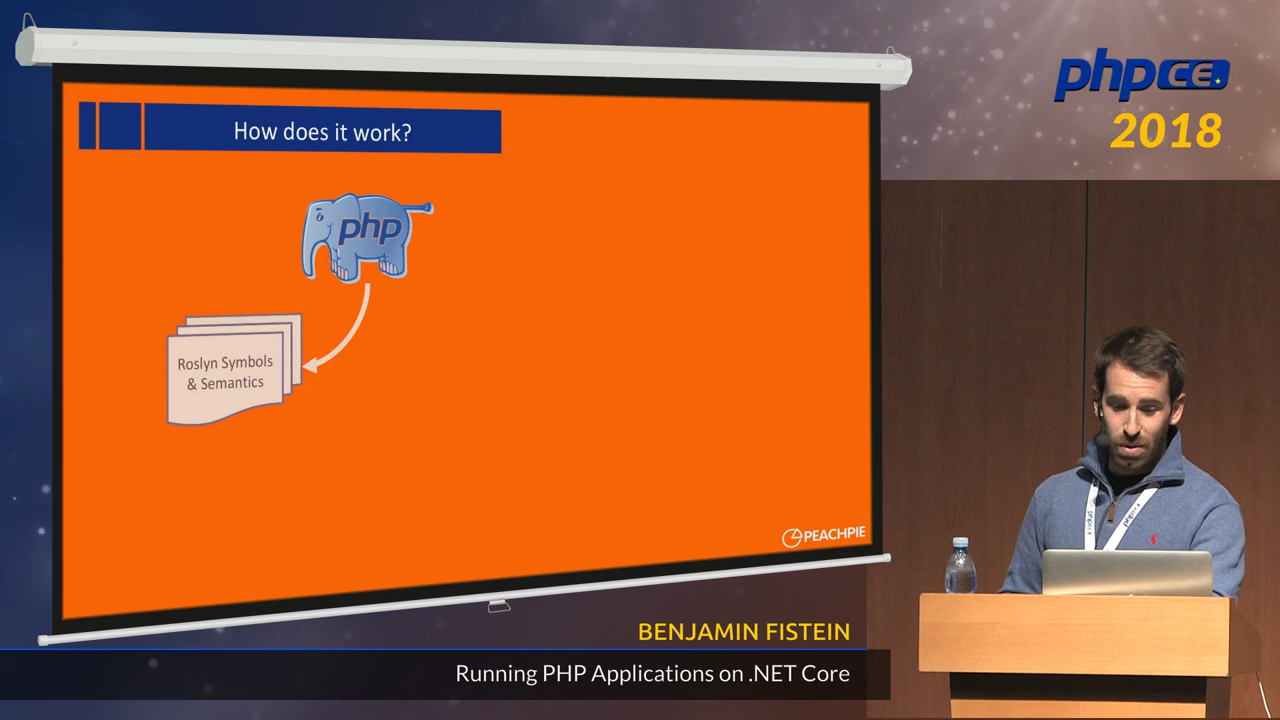 phpCE
2018
How does it work?
php
Roslyn Symbols
& Semantics
PEACHPIE
BENJAMIN FISTEIN
Running PHP Applications on .NET Core